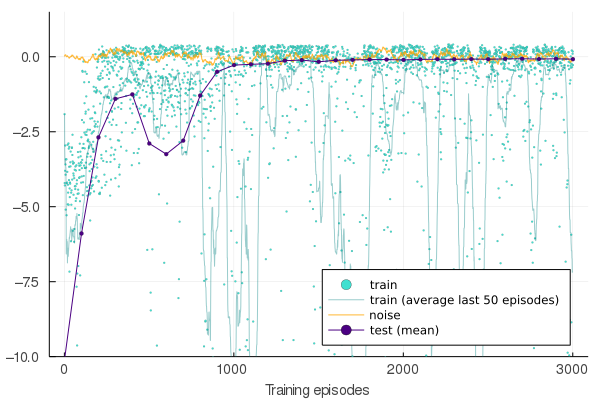 0.0
−2.5
−5.0
−7.5
−10.0
0
1000
2000
3000
Training episodes
train
train (average last 50 episodes)
noise
test (mean)